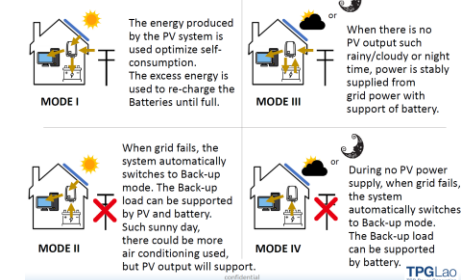 The energy produced
by the PV system is
used optimize self-
consumption.
The excess energy is
used to re-charge the
Batteries until full.
MODE I
or
When there is no
PV output such
rainy/cloudy or night
time, power is stably
supplied from
grid power with
support of battery.
MODE III
When grid fails, the
system automatically
switches to Back-up
mode. The Back-up
load can be supported
by PV and battery.
Such sunny day,
there could be more
air conditioning used,
but PV output will support.
MODE II
or
During no PV power
supply, when grid fails,
the system
automatically switches
to Back-up mode.
The Back-up load
can be supported
by battery.
MODE IV
confidential
TPGLao